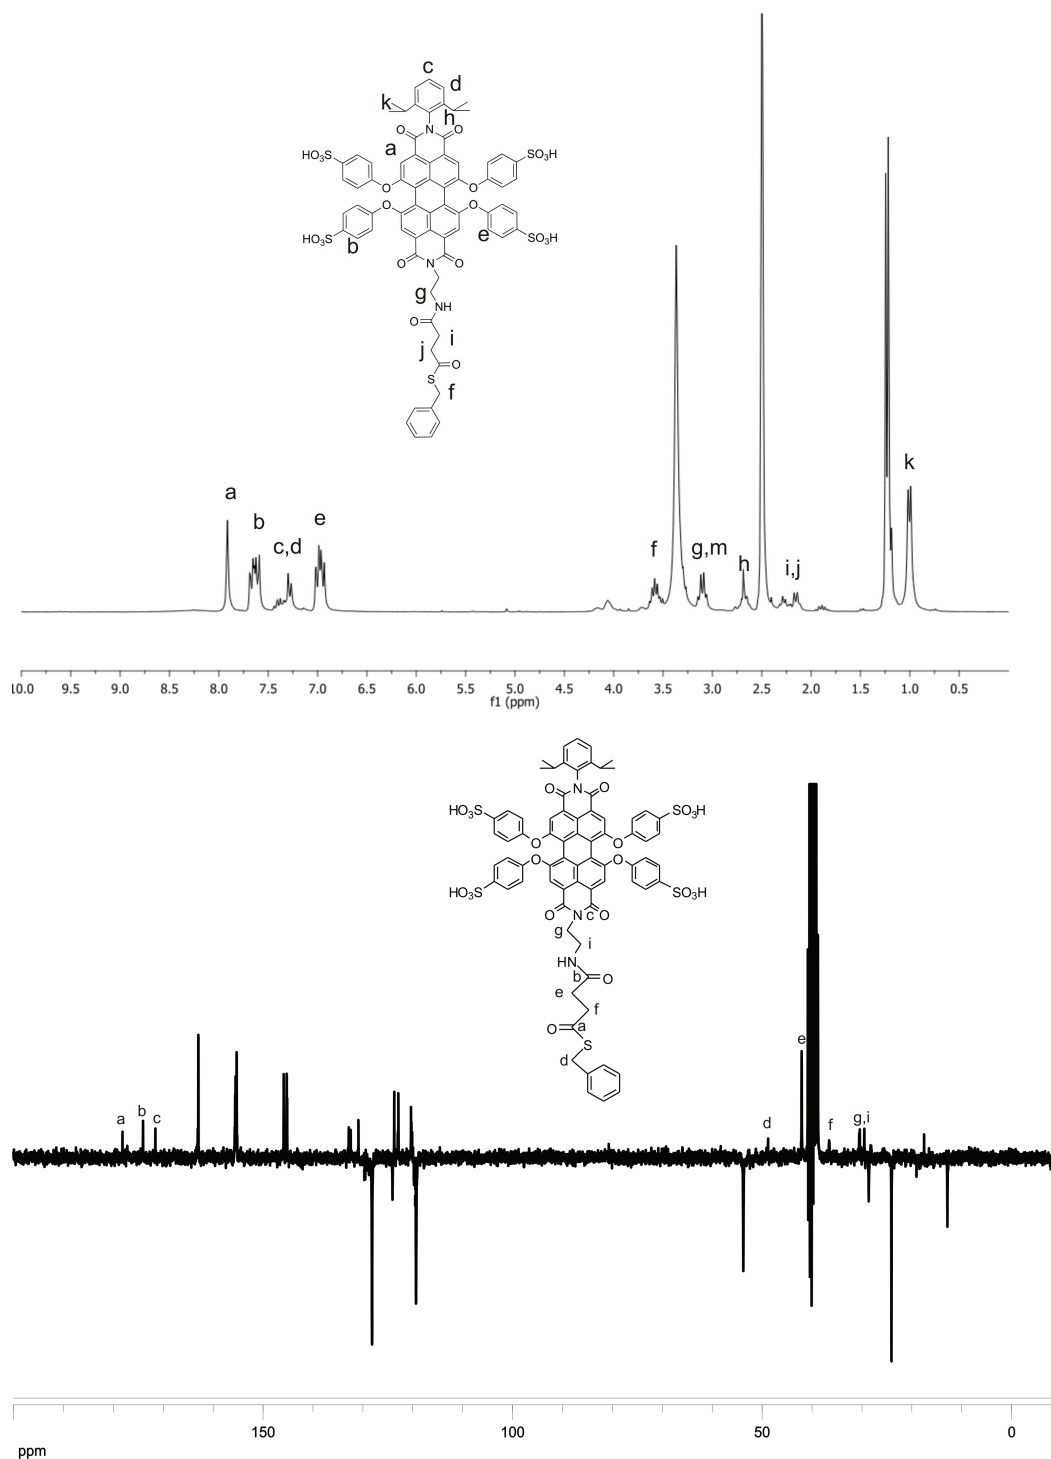 c
d
k
h
O N O
a
HO3S SO3H
O O
O O
HO3S SO3H
b e
O N O
g
NH
O
i
j
O
S
f
a
b
c,d
e
f
g,m
h
i,j
k
10.0 9.5 9.0 8.5 8.0 7.5 7.0 6.5 6.0 5.5 5.0 4.5 4.0 3.5 3.0 2.5 2.0 1.5 1.0 0.5
f1 (ppm)
O N O
HO3S SO3H
O O
O O
HO3S SO3H
O N c O
g
i
HN
b O
e
f
O a
S
d
a
b
c
d
e
f
g,i
150 100 50 0
ppm